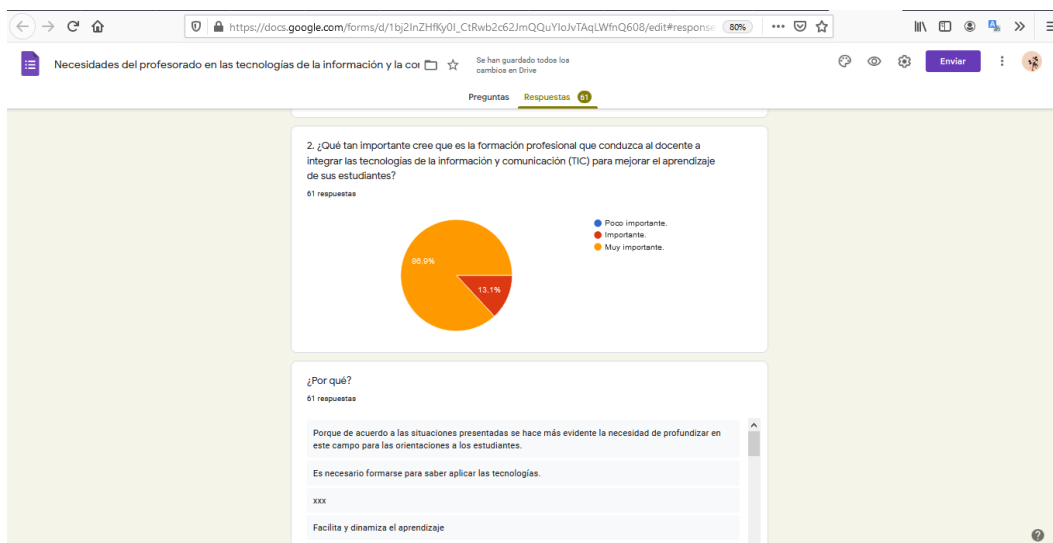 https://docs.google.com/forms/d/1bj2InZHfKy0I_CtRwb2c62JmQQuYIoJvTAqLWfnQ608/edit#response
80%
Necesidades del profesorado en las tecnologías de la información y la cor
Se han guardado todos los
cambios en Drive
Enviar
Preguntas Respuestas 61
2. ¿Qué tan importante cree que es la formación profesional que conduzca al docente a
integrar las tecnologías de la información y comunicación (TIC) para mejorar el aprendizaje
de sus estudiantes?
61 respuestas
Poco importante.
Importante.
Muy importante.
86.9%
13.1%
¿Por qué?
61 respuestas
Porque de acuerdo a las situaciones presentadas se hace más evidente la necesidad de profundizar en
este campo para las orientaciones a los estudiantes.
Es necesario formarse para saber aplicar las tecnologías.
xxx
Facilita y dinamiza el aprendizaje